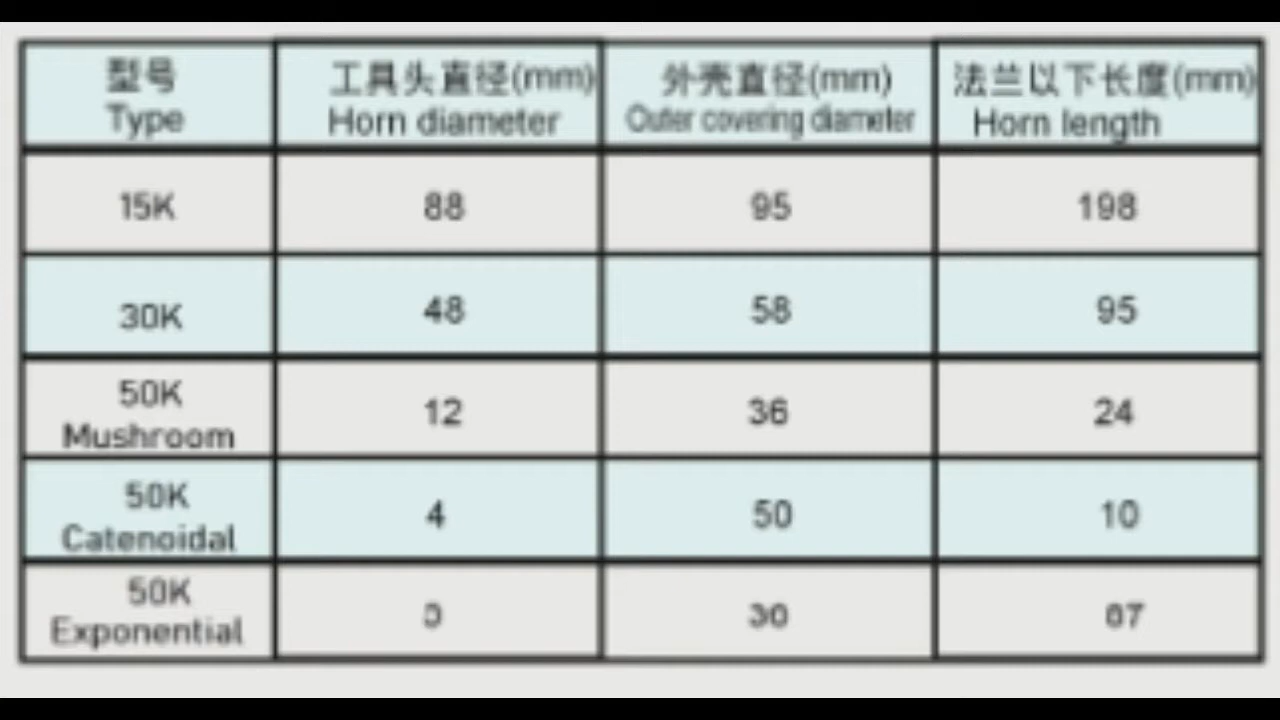 型号 工具头直径(mm) 外壳直径(mm) 法兰以下长度(mm)
Type Horn diameter Outer covering diameter Horn length
15K 88 95 198
30K 48 58 95
50K
Mushroom 12 36 24
50K
Catenoidal 4 50 10
50K
Exponential 30